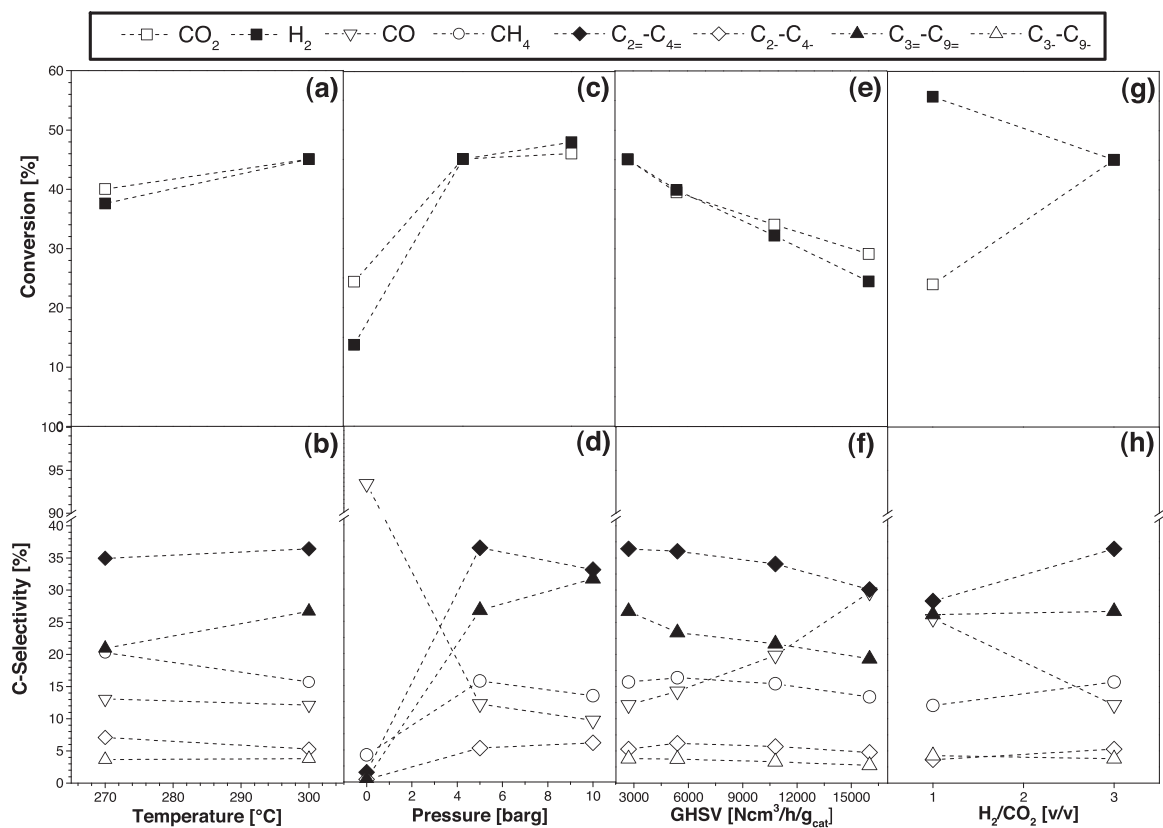 CO₂ H₂ CO CH₄ C₂₌-C₄₌ C₂₋-C₄₋ C₃₌-C₉₌ C₃₋-C₉₋
(a) (c) (e) (g)
60
50
40
30
20
10
0
Conversion [%]
(b) (d) (f) (h)
100
95
90
40
35
30
25
20
15
10
5
0
C-Selectivity [%]
270 280 290 300 0 2 4 6 8 10 3000 6000 9000 12000 15000 1 2 3
Temperature [°C] Pressure [barg] GHSV [Ncm³/h/g_cat] H₂/CO₂ [v/v]